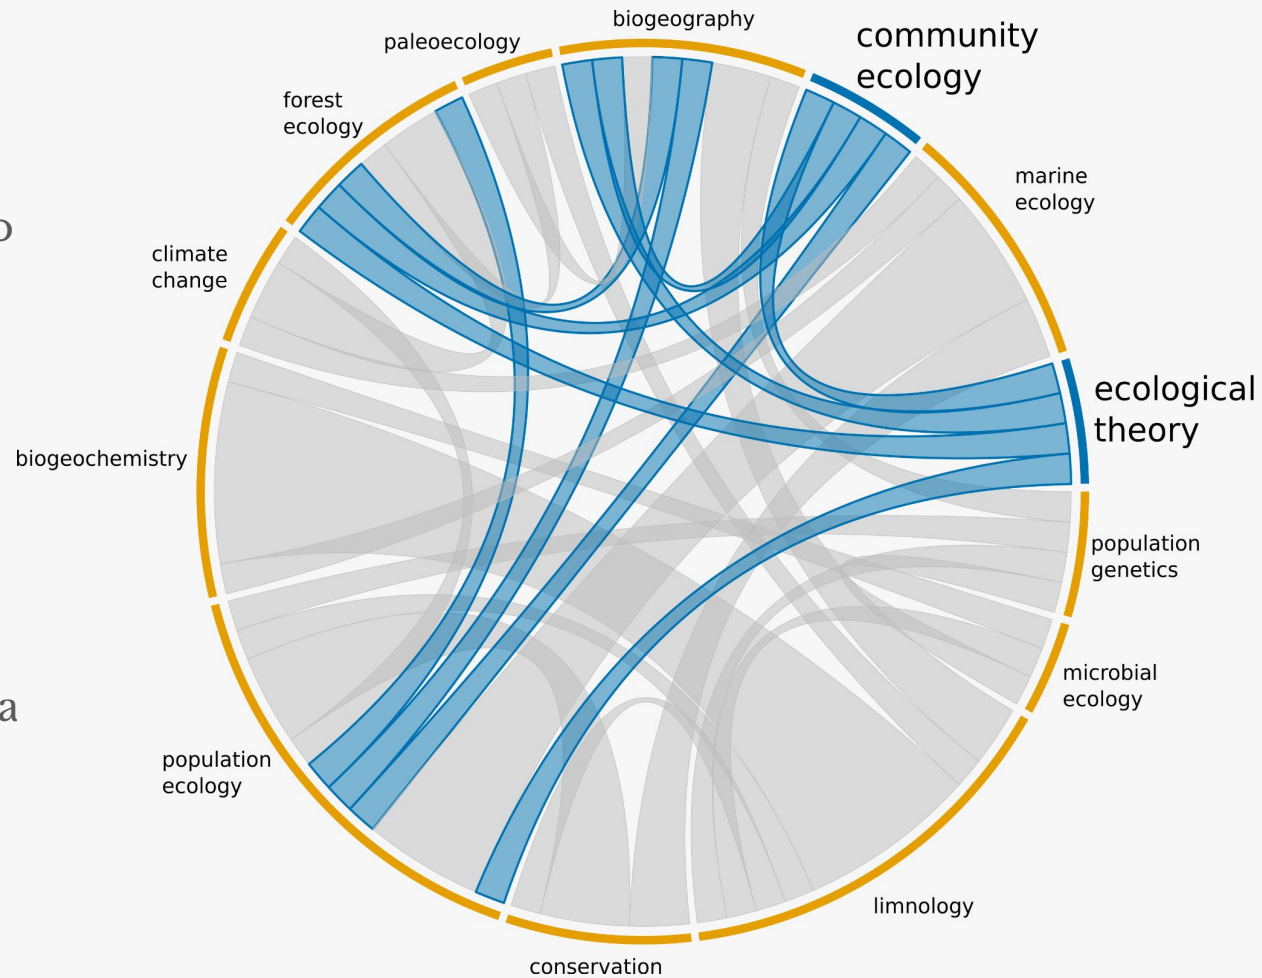 biogeography
community
ecology
paleoecology
forest
ecology
marine
ecology
o
climate
change
ecological
theory
biogeochemistry
population
genetics
microbial
ecology
a
population
ecology
limnology
conservation